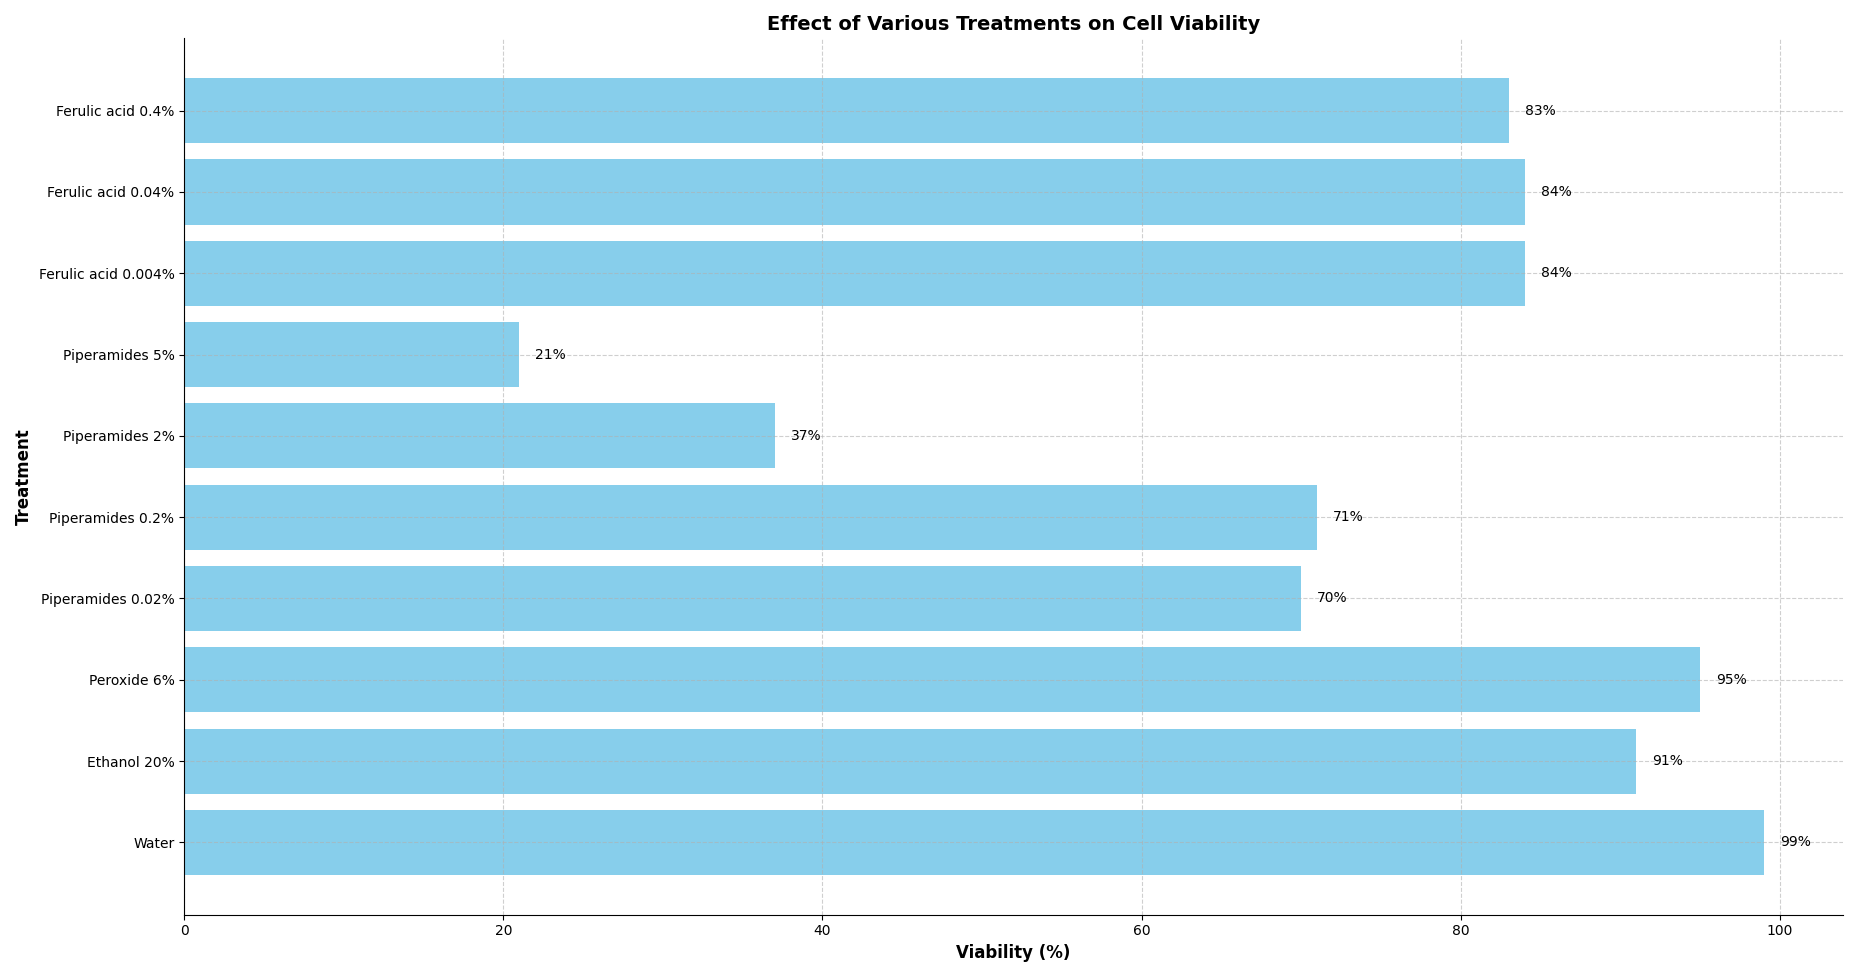 Effect of Various Treatments on Cell Viability
Treatment
Ferulic acid 0.4%
83%
Ferulic acid 0.04%
84%
Ferulic acid 0.004%
84%
Piperamides 5%
21%
Piperamides 2%
37%
Piperamides 0.2%
71%
Piperamides 0.02%
70%
Peroxide 6%
95%
Ethanol 20%
91%
Water
99%
0
20
40
60
80
100
Viability (%)